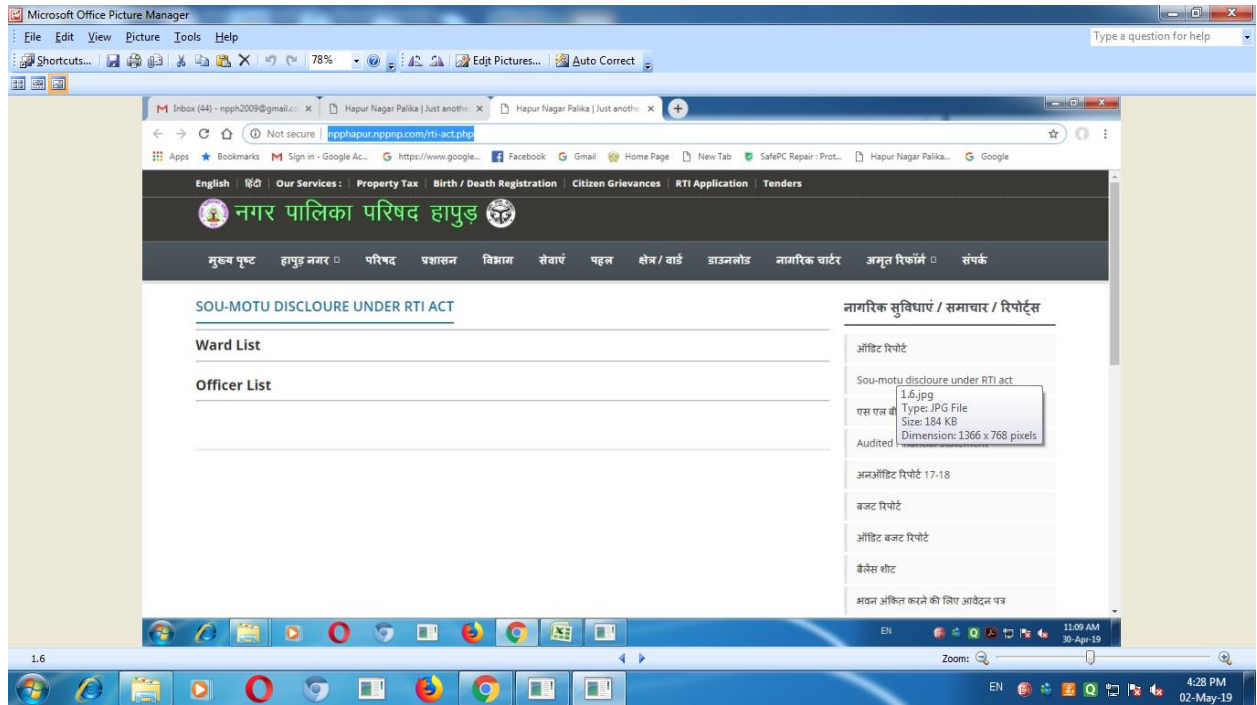 Microsoft Office Picture Manager
File Edit View Picture Tools Help
Type a question for help
Shortcuts... 78% Edit Pictures... Auto Correct
Inbox (44) - npph2009@gmail.c Hapur Nagar Palika | Just anothe Hapur Nagar Palika | Just anothe
Not secure | npphapur.nppnp.com/rti-act.php
Apps Bookmarks Sign in - Google Ac... https://www.google... Facebook Gmail Home Page New Tab SafePC Repair : Prot... Hapur Nagar Palika... Google
English हिंदी Our Services : Property Tax Birth / Death Registration Citizen Grievances RTI Application Tenders
नगर पालिका परिषद हापुड़
मुख्य पृष्ट हापुड़ नगर परिषद प्रशासन विभाग सेवाएं पहल क्षेत्र / वार्ड डाउनलोड नागरिक चार्टर अमृत रिफॉर्म संपर्क
SOU-MOTU DISCLOURE UNDER RTI ACT
Ward List
Officer List
नागरिक सुविधाएं / समाचार / रिपोर्ट्स
ऑडिट रिपोर्ट
Sou-motu discloure under RTI act
1.6.jpg
Type: JPG File
Size: 184 KB
Dimension: 1366 x 768 pixels
एस एल
Audited
अनऑडिट रिपोर्ट 17-18
बजट रिपोर्ट
ऑडिट बजट रिपोर्ट
बैलेंस शीट
भवन अंकित करने की लिए आवेदन पत्र
EN 11:09 AM
30-Apr-19
1.6 Zoom:
EN 4:28 PM
02-May-19